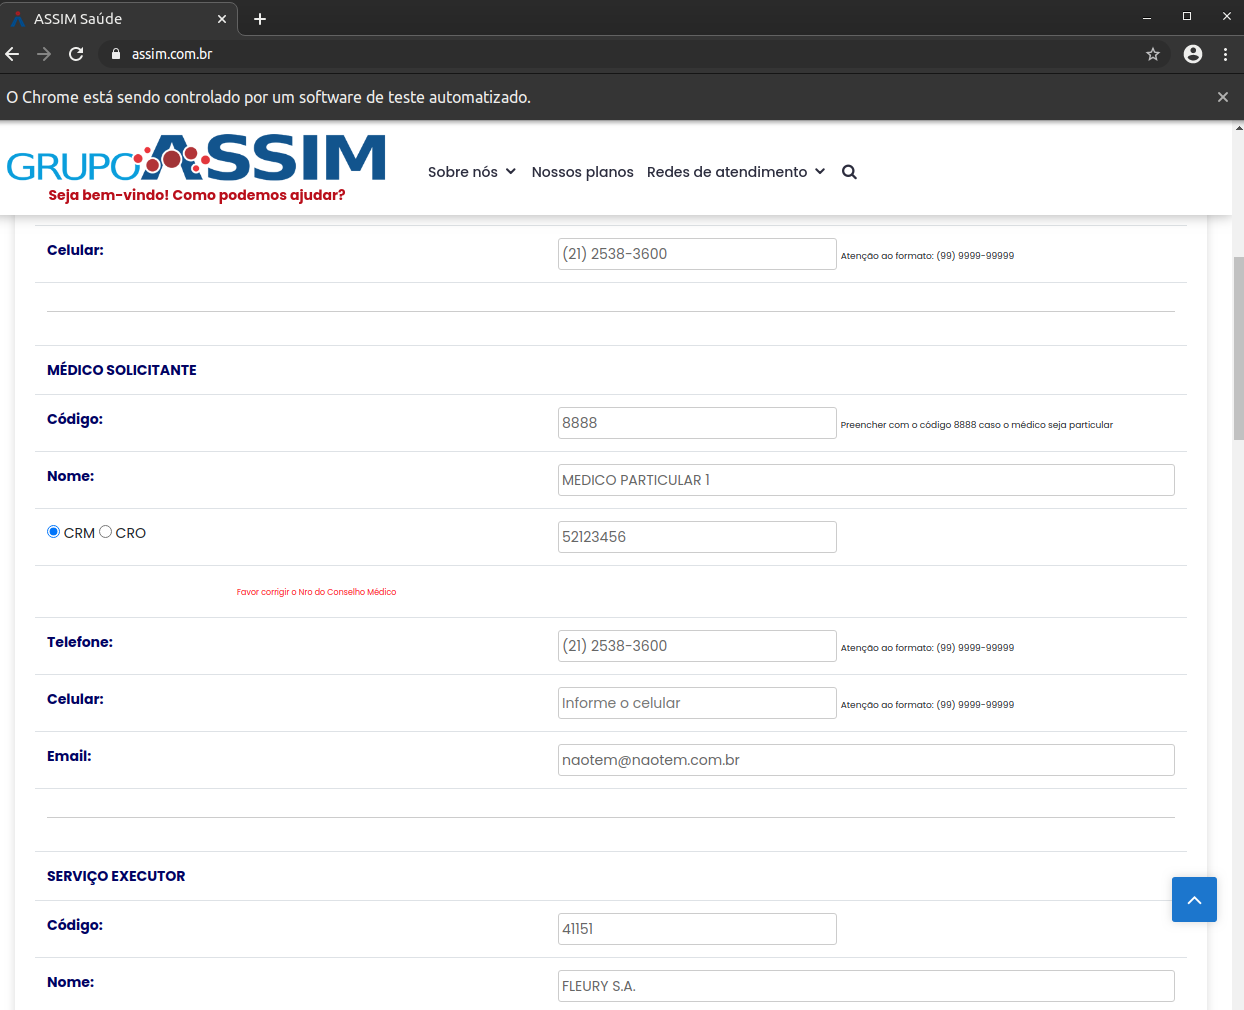 ASSIM Saúde
assim.com.br
O Chrome está sendo controlado por um software de teste automatizado.
GRUPO ASSIM
Seja bem-vindo! Como podemos ajudar?
Sobre nós Nossos planos Redes de atendimento
Celular: (21) 2538-3600 Atenção ao formato: (99) 9999-99999
MÉDICO SOLICITANTE
Código: 8888 Preencher com o código 8888 caso o médico seja particular
Nome: MEDICO PARTICULAR 1
CRM CRO 52123456
Favor corrigir o Nro do Conselho Médico
Telefone: (21) 2538-3600 Atenção ao formato: (99) 9999-99999
Celular: Informe o celular Atenção ao formato: (99) 9999-99999
Email: naotem@naotem.com.br
SERVIÇO EXECUTOR
Código: 41151
Nome: FLEURY S.A.